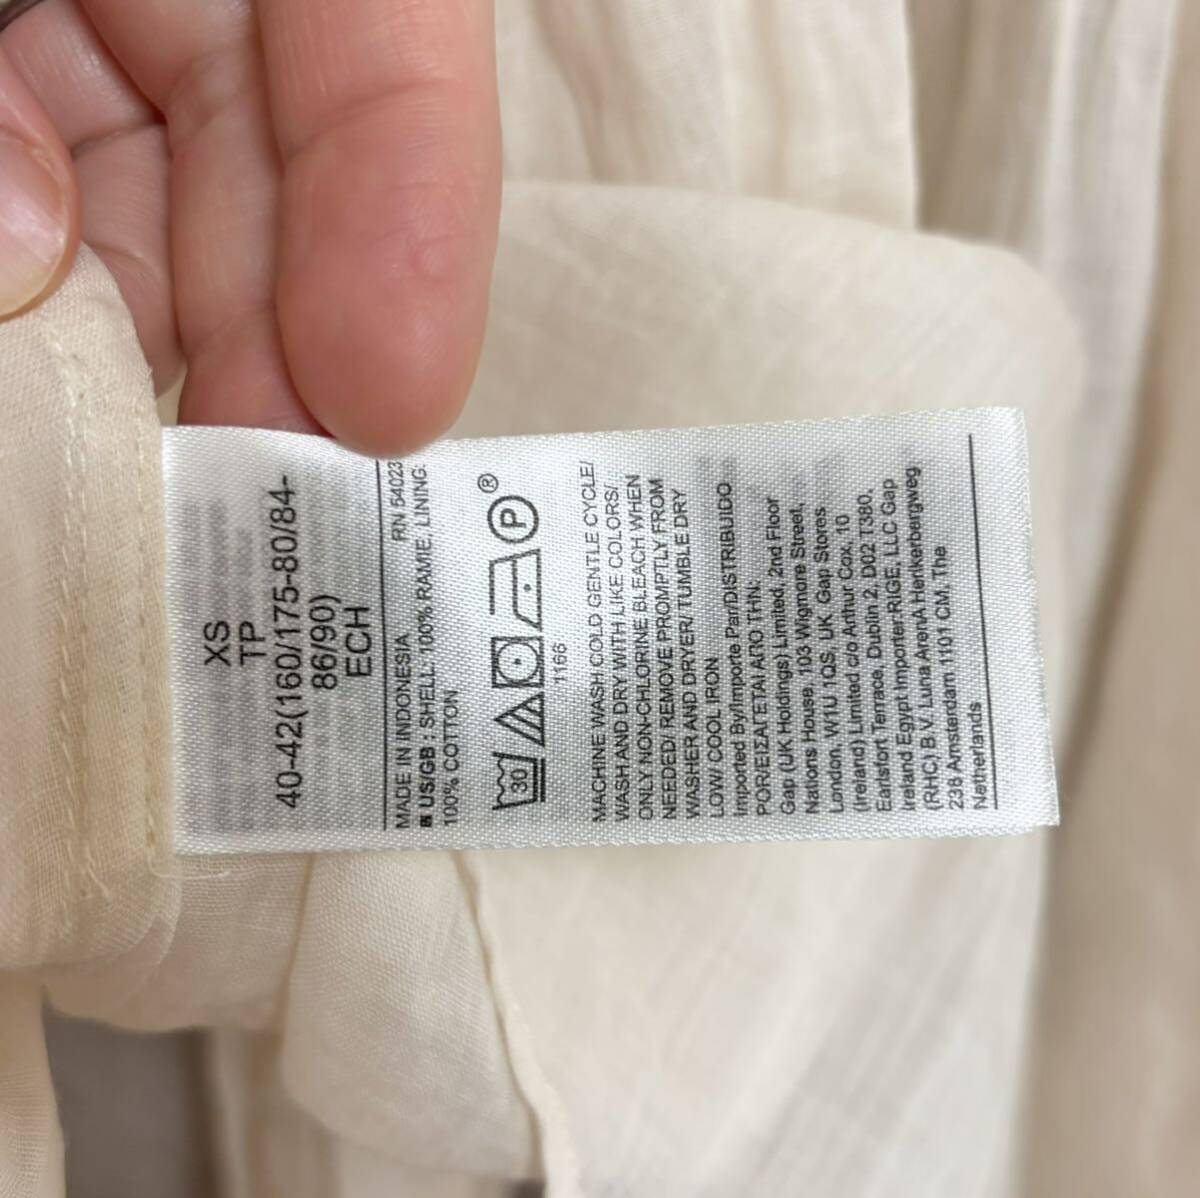 XS
TP
40-42(160/175-80/84-
86/90)
ECH
RN 54023
MADE IN INDONESIA
US/GB : SHELL: 100% RAMIE, LINING:
100% COTTON
30 P ®
166
MACHINE WASH COLD GENTLE CYCLE/
WASH AND DRY WITH LIKE COLORS/
ONLY NON-CHLORINE BLEACH WHEN
NEEDED/ REMOVE PROMPTLY FROM
WASHER AND DRYER/ TUMBLE DRY
LOW/ COOL IRON
Imported By/Importe Par/DISTRIBUIDO
POR/ΕΙΣΑΓΕΤΑΙ ΑΠΟ ΤΗΝ:
Gap (UK Holdings) Limited, 2nd Floor
Nations House, 103 Wigmore Street,
London, W1U 1QS, UK, Gap Stores
(Ireland) Limited c/o Arthur Cox, 10
Earlsfort Terrace, Dublin 2, D02 T380,
Ireland Egypt Importer:RIGE, LLC Gap
(RHC) B.V. Luna ArenA Herikerbergweg
238 Amsterdam 1101 CM, The
Netherlands